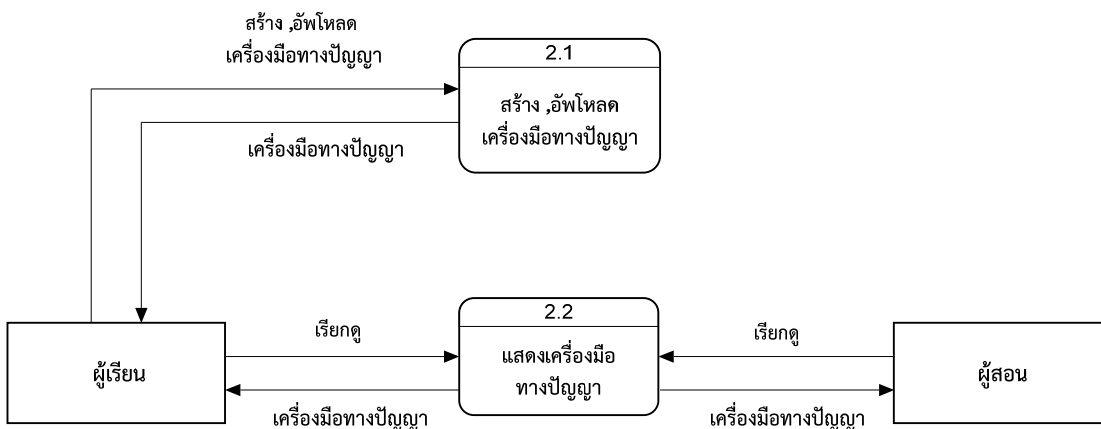 สร้าง ,อัพโหลด
เครื่องมือทางปัญญา
2.1
สร้าง ,อัพโหลด
เครื่องมือทางปัญญา
เครื่องมือทางปัญญา
2.2
เรียกดู
เรียกดู
ผู้เรียน
แสดงเครื่องมือ
ทางปัญญา
ผู้สอน
เครื่องมือทางปัญญา
เครื่องมือทางปัญญา